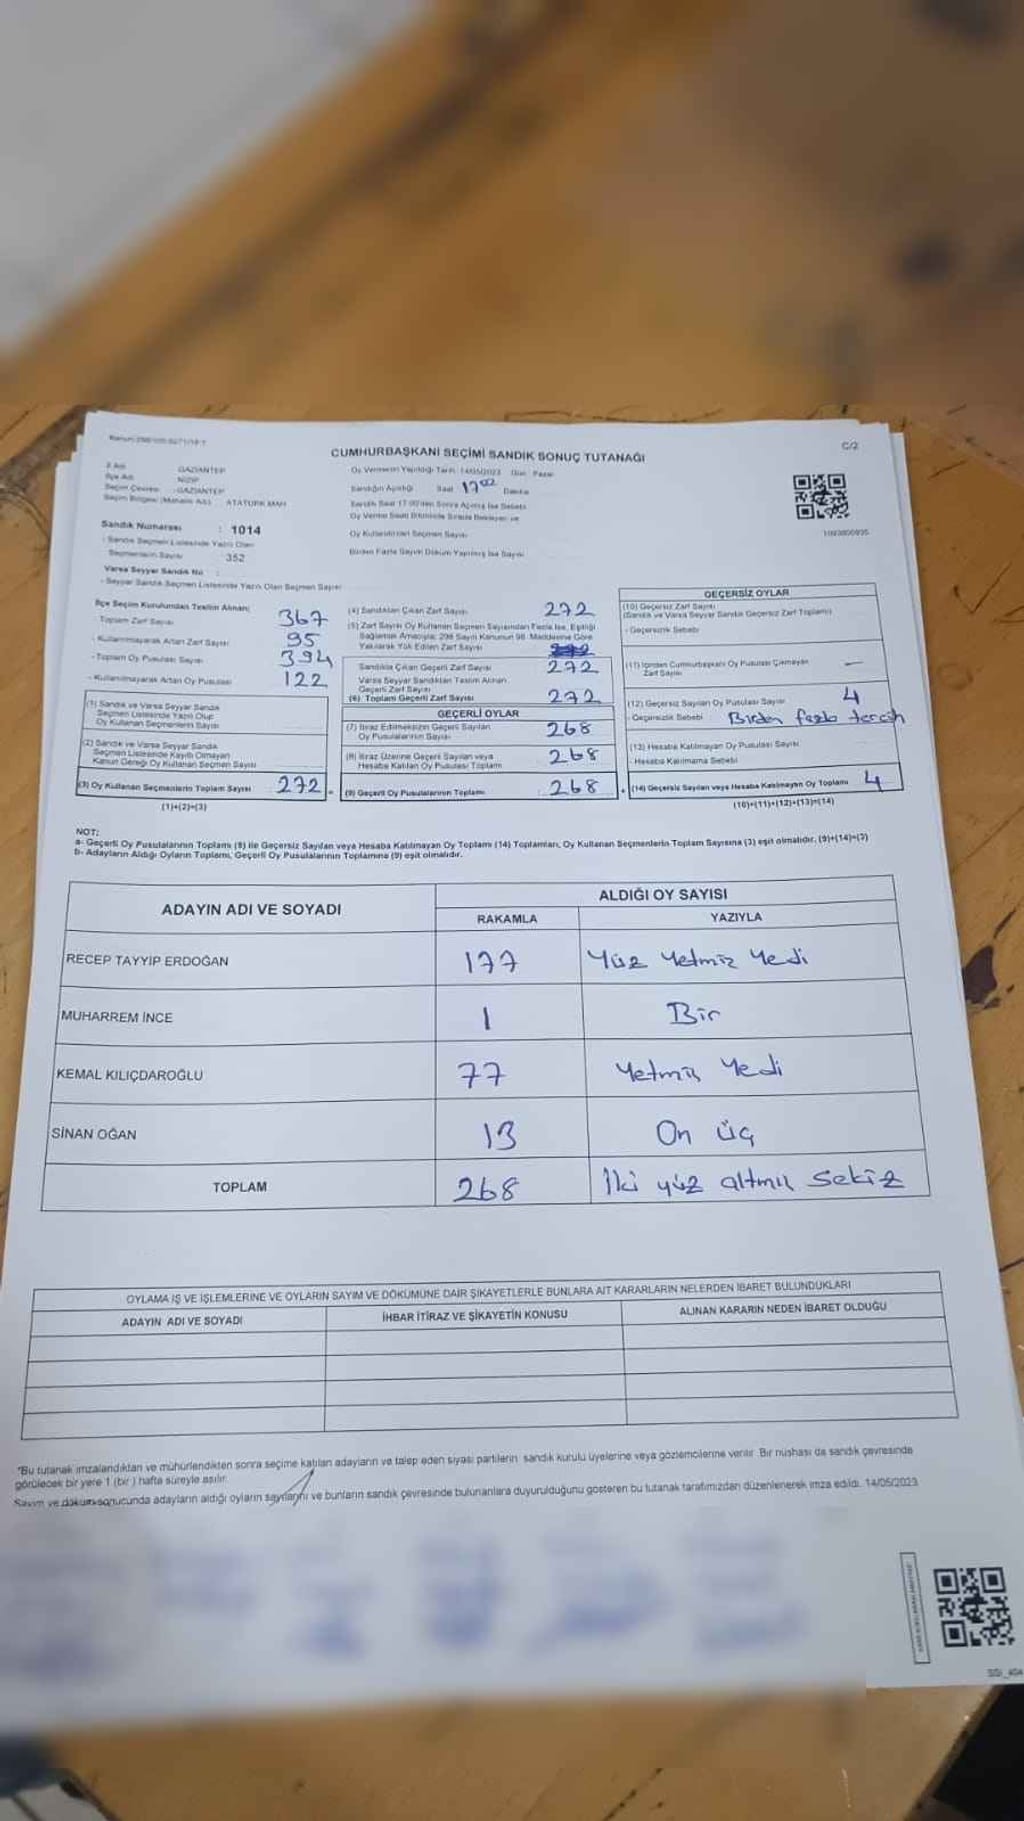 C/2
CUMHURBAŞKANI SEÇİMİ SANDIK SONUÇ TUTANAĞI
İl Adı GAZİANTEP
İlçe Adı NİZİP
Seçim Çevresi GAZİANTEP
Seçim Bölgesi (Mahalle Adı) ATATÜRK MAH
Oy Vermenin Yapıldığı Tarih 14/05/2023 Gün Pazar
Sandığın Açıldığı Saat 17 02 Dakika
Oy Kullandırılan Seçmen Sayısı
Birden Fazla Sayım Döküm Yapılmış İse Sayısı
Sandık Numarası : 1014
- Sandık Seçmen Listesinde Yazılı Olan
Seçmenlerin Sayısı 352
Varsa Seyyar Sandık No :
- Seyyar Sandık Seçmen Listesinde Yazılı Olan Seçmen Sayısı
İlçe Seçim Kurulundan Teslim Alınan;
Toplam Zarf Sayısı 367
- Kullanılmayarak Artan Zarf Sayısı 95
- Toplam Oy Pusulası Sayısı 394
- Kullanılmayarak Artan Oy Pusulası 122
(1) Sandık ve Varsa Seyyar Sandık
Seçmen Listesinde Yazılı Olup
Oy Kullanan Seçmenlerin Sayısı
(2) Sandık ve Varsa Seyyar Sandık
Seçmen Listesinde Kayıtlı Olmayan
Kanun Gereği Oy Kullanan Seçmen Sayısı
(3) Oy Kullanan Seçmenlerin Toplam Sayısı 272
(1)+(2)=(3)
(4) Sandıktan Çıkan Zarf Sayısı 272
(5) Zarf Sayısı Oy Kullanan Seçmen Sayısından Fazla İse, Eşitliği
Sağlamak Amacıyla; 298 Sayılı Kanunun 98. Maddesine Göre
Yakılarak Yok Edilen Zarf Sayısı
Sandıkta Çıkan Geçerli Zarf Sayısı 272
Varsa Seyyar Sandıktan Teslim Alınan
Geçerli Zarf Sayısı
(6) Toplam Geçerli Zarf Sayısı 272
GEÇERLİ OYLAR
(7) İtiraz Edilmeksizin Geçerli Sayılan
Oy Pusulalarının Sayısı 268
(8) İtiraz Üzerine Geçerli Sayılan veya
Hesaba Katılan Oy Pusulası Toplamı 268
(9) Geçerli Oy Pusulalarının Toplamı 268
GEÇERSİZ OYLAR
(10) Geçersiz Zarf Sayısı
(Sandık ve Varsa Seyyar Sandık Geçersiz Zarf Toplamı)
- Geçersizlik Sebebi
(11) İçinden Cumhurbaşkanı Oy Pusulası Çıkmayan
Zarf Sayısı —
(12) Geçersiz Sayılan Oy Pusulası Sayısı 4
- Geçersizlik Sebebi Birden fazla tercih
(13) Hesaba Katılmayan Oy Pusulası Sayısı
- Hesaba Katılmama Sebebi
(14) Geçersiz Sayılan veya Hesaba Katılmayan Oy Toplamı 4
(10)+(11)+(12)+(13)=(14)
NOT:
a- Geçerli Oy Pusulalarının Toplamı (9) ile Geçersiz Sayılan veya Hesaba Katılmayan Oy Toplamı (14) Toplamları, Oy Kullanan Seçmenlerin Toplam Sayısına (3) eşit olmalıdır. (9)+(14)=(3)
b- Adayların Aldığı Oyların Toplamı, Geçerli Oy Pusulalarının Toplamına (9) eşit olmalıdır.
ADAYIN ADI VE SOYADI ALDIĞI OY SAYISI
RAKAMLA YAZIYLA
RECEP TAYYİP ERDOĞAN 177 Yüz Yetmiş Yedi
MUHARREM İNCE 1 Bir
KEMAL KILIÇDAROĞLU 77 Yetmiş Yedi
SİNAN OĞAN 13 On üç
TOPLAM 268 İki yüz altmış Sekiz
OYLAMA İŞ VE İŞLEMLERİNE VE OYLARIN SAYIM VE DÖKÜMÜNE DAİR ŞİKAYETLERLE BUNLARA AİT KARARLARIN NELERDEN İBARET BULUNDUKLARI
ADAYIN ADI VE SOYADI İHBAR İTİRAZ VE ŞİKAYETİN KONUSU ALINAN KARARIN NEDEN İBARET OLDUĞU
*Bu tutanak imzalandıktan ve mühürlendikten sonra seçime katılan adayların ve talep eden siyasi partilerin sandık kurulu üyelerine veya gözlemcilerine verilir. Bir nüshası da sandık çevresinde
görülecek bir yere 1 (bir ) hafta süreyle asılır.
Sayım ve döküm sonucunda adayların aldığı oyların sayılarını ve bunların sandık çevresinde bulunanlara duyurulduğunu gösteren bu tutanak tarafımızdan düzenlenerek imza edildi. 14/05/2023